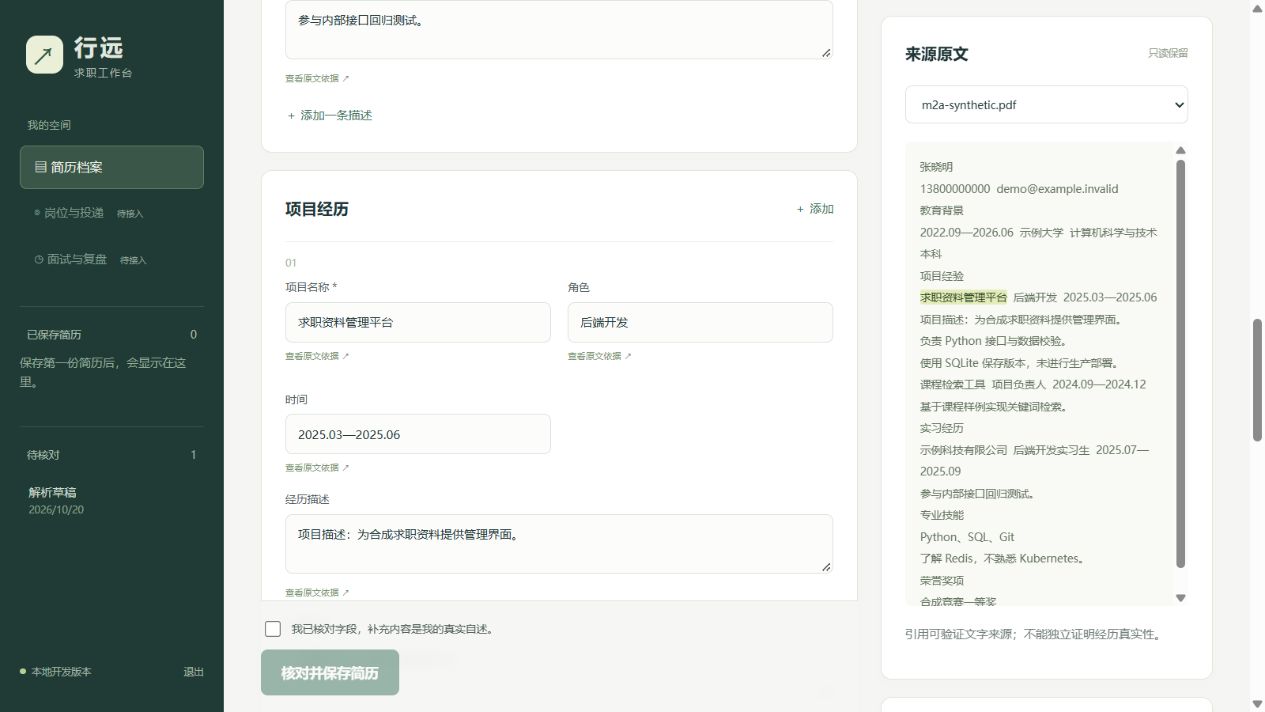 行远
求职工作台
我的空间
简历档案
岗位与投递 待接入
面试与复盘 待接入
已保存简历 0
保存第一份简历后，会显示在这
里。
待核对 1
解析草稿
2026/10/20
本地开发版本 退出
参与内部接口回归测试。
查看原文依据 ↗
+ 添加一条描述
项目经历
+ 添加
01
项目名称 *
角色
求职资料管理平台
后端开发
查看原文依据 ↗
查看原文依据 ↗
时间
2025.03—2025.06
查看原文依据 ↗
经历描述
项目描述：为合成求职资料提供管理界面。
查看原文依据 ↗
我已核对字段，补充内容是我的真实自述。
核对并保存简历
来源原文
只读保留
m2a-synthetic.pdf
张晓明
13800000000 demo@example.invalid
教育背景
2022.09—2026.06 示例大学 计算机科学与技术
本科
项目经验
求职资料管理平台 后端开发 2025.03—2025.06
项目描述：为合成求职资料提供管理界面。
负责 Python 接口与数据校验。
使用 SQLite 保存版本，未进行生产部署。
课程检索工具 项目负责人 2024.09—2024.12
基于课程样例实现关键词检索。
实习经历
示例科技有限公司 后端开发实习生 2025.07—
2025.09
参与内部接口回归测试。
专业技能
Python、SQL、Git
了解 Redis，不熟悉 Kubernetes。
荣誉奖项
合成竞赛一等奖
引用可验证文字来源；不能独立证明经历真实性。